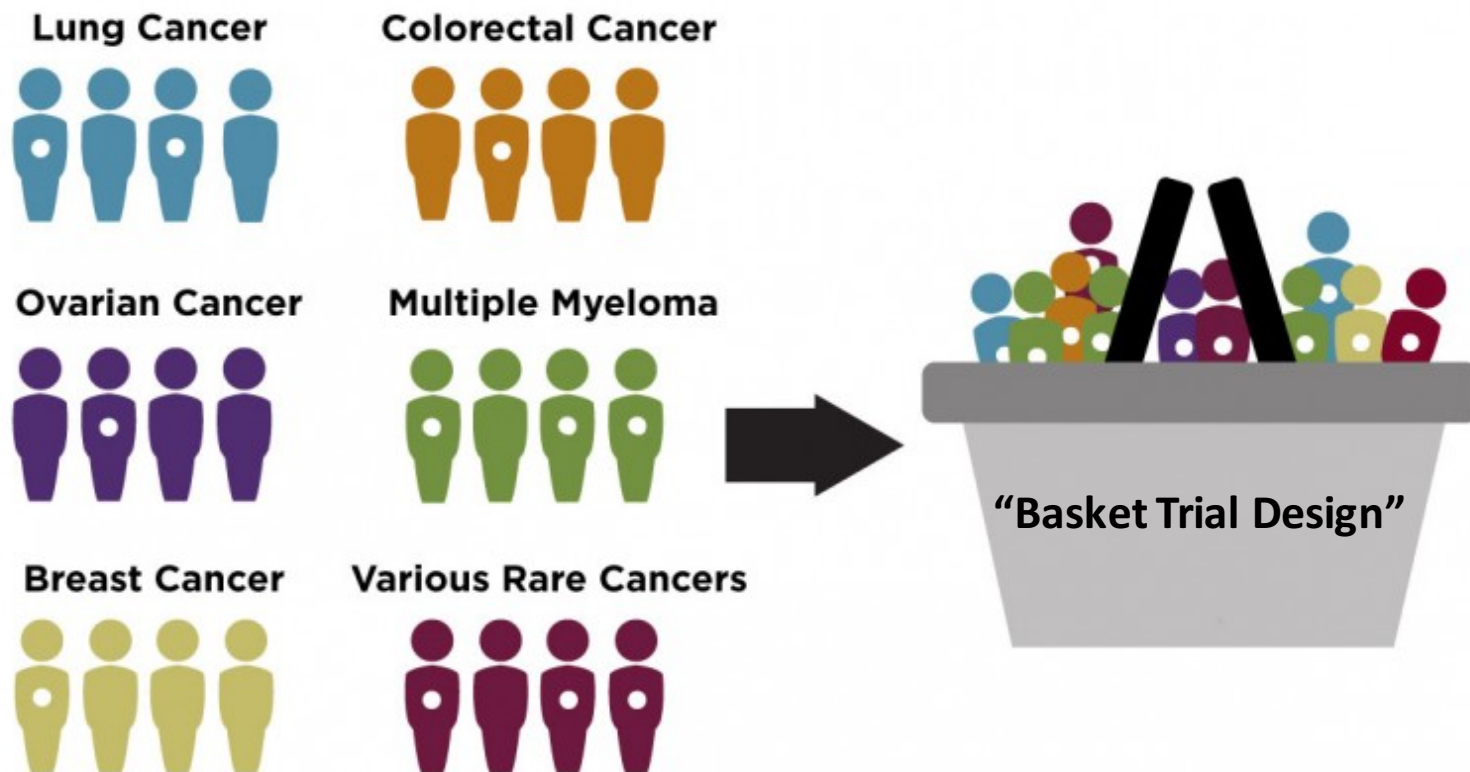 Lung Cancer
Colorectal Cancer
Ovarian Cancer
Multiple Myeloma
“Basket Trial Design”
Breast Cancer
Various Rare Cancers